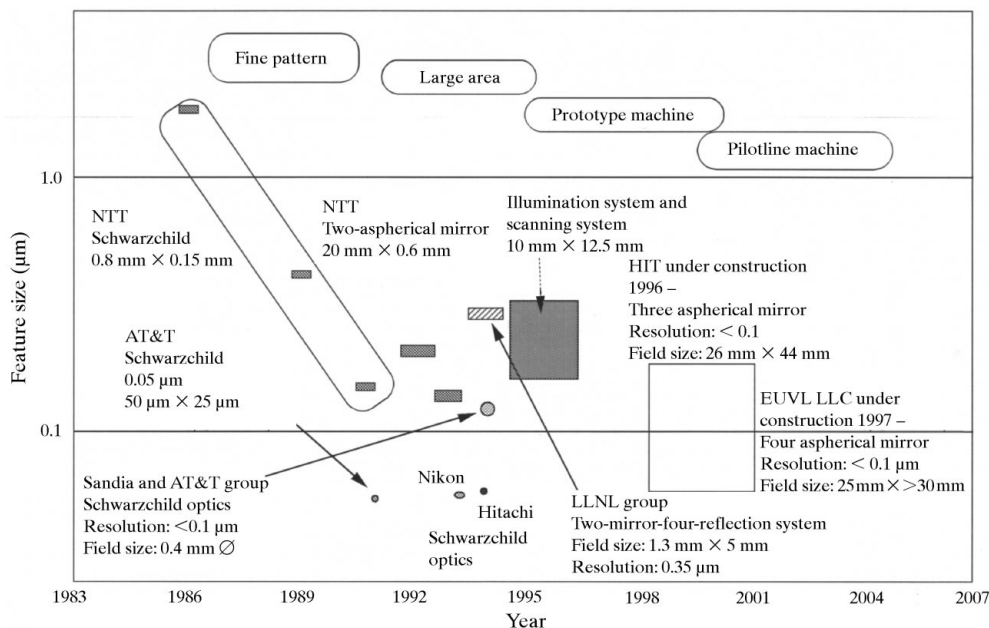 Fine pattern
Large area
Prototype machine
Pilotline machine
1.0
NTT
Schwarzchild
0.8 mm × 0.15 mm
NTT
Two-aspherical mirror
20 mm × 0.6 mm
Illumination system and
scanning system
10 mm × 12.5 mm
HIT under construction
1996 –
Three aspherical mirror
Resolution: < 0.1
Field size: 26 mm × 44 mm
Feature size (µm)
AT&T
Schwarzchild
0.05 µm
50 µm × 25 µm
EUVL LLC under
construction 1997 –
Four aspherical mirror
Resolution: < 0.1 µm
Field size: 25mm × >30mm
0.1
Sandia and AT&T group
Schwarzchild optics
Resolution: <0.1 µm
Field size: 0.4 mm ∅
Nikon
Hitachi
Schwarzchild
optics
LLNL group
Two-mirror-four-reflection system
Field size: 1.3 mm × 5 mm
Resolution: 0.35 µm
1983 1986 1989 1992 1995 1998 2001 2004 2007
Year